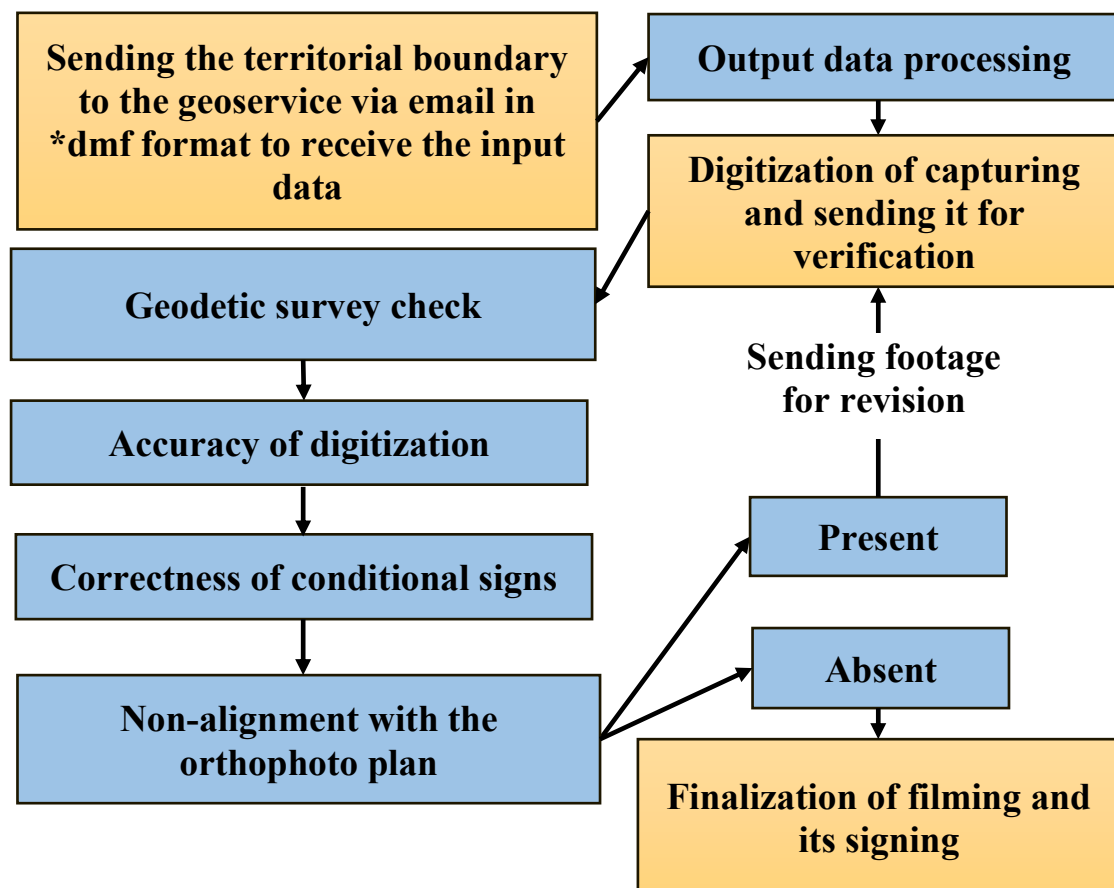 Sending the territorial boundary
to the geoservice via email in
*dmf format to receive the input
data
Output data processing
Digitization of capturing
and sending it for
verification
Geodetic survey check
Accuracy of digitization
Correctness of conditional signs
Non-alignment with the
orthophoto plan
Sending footage
for revision
Present
Absent
Finalization of filming and
its signing